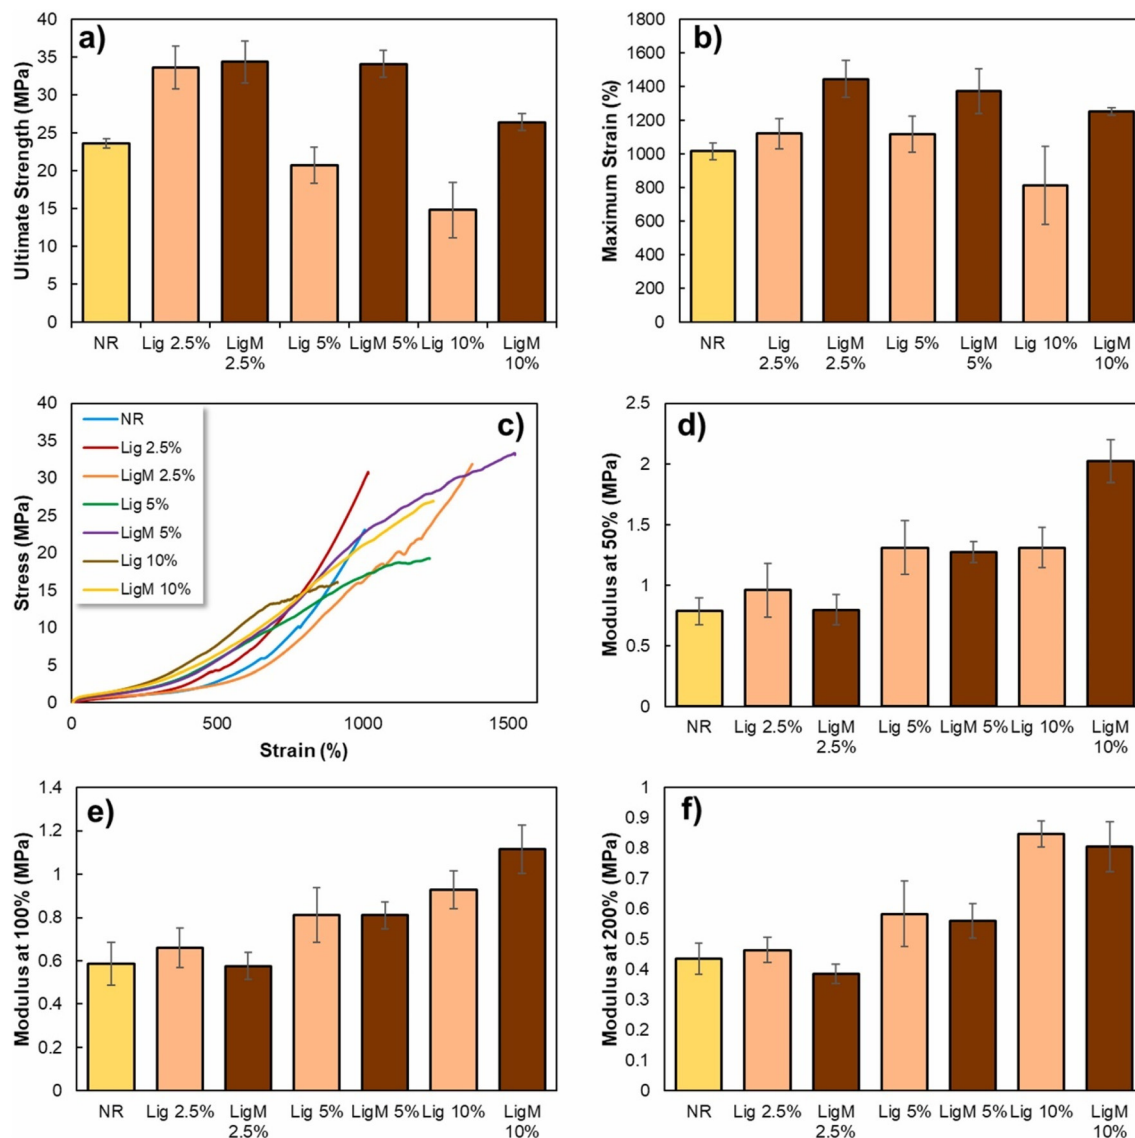 a)
Ultimate Strength (MPa)
40
35
30
25
20
15
10
5
0
NR
Lig 2.5%
LigM
2.5%
Lig 5%
LigM 5%
Lig 10%
LigM
10%
b)
Maximum Strain (%)
1800
1600
1400
1200
1000
800
600
400
200
0
NR
Lig
2.5%
LigM
2.5%
Lig 5%
LigM
5%
Lig 10%
LigM
10%
c)
Stress (MPa)
40
35
30
25
20
15
10
5
0
NR
Lig 2.5%
LigM 2.5%
Lig 5%
LigM 5%
Lig 10%
LigM 10%
0
500
1000
1500
Strain (%)
d)
Modulus at 50% (MPa)
2.5
2
1.5
1
0.5
0
NR
Lig 2.5%
LigM
2.5%
Lig 5%
LigM 5%
Lig 10%
LigM
10%
e)
Modulus at 100% (MPa)
1.4
1.2
1
0.8
0.6
0.4
0.2
0
NR
Lig 2.5%
LigM
2.5%
Lig 5%
LigM 5%
Lig 10%
LigM
10%
f)
Modulus at 200% (MPa)
1
0.9
0.8
0.7
0.6
0.5
0.4
0.3
0.2
0.1
0
NR
Lig 2.5%
LigM
2.5%
Lig 5%
LigM 5%
Lig 10%
LigM
10%